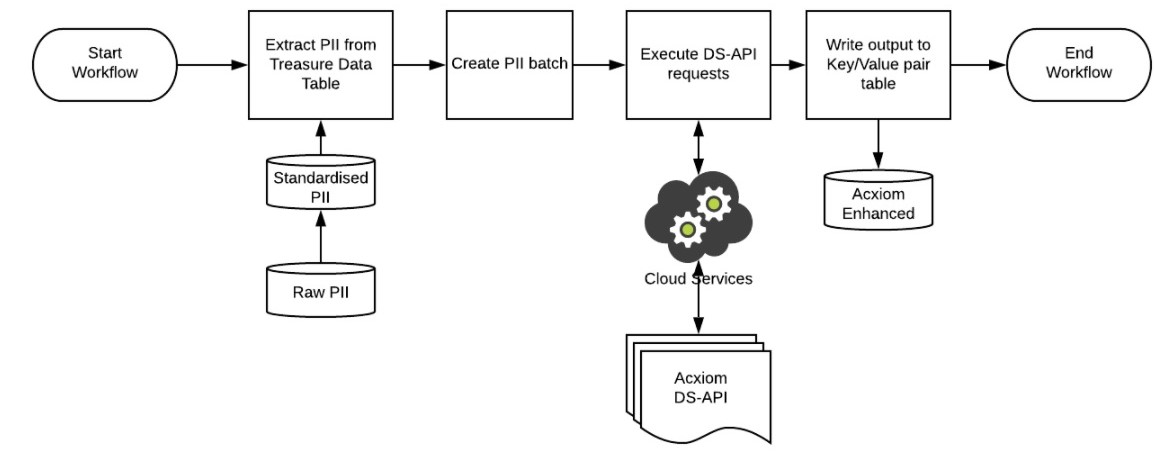 Start
Workflow
Extract PII from
Treasure Data
Table
Create PII batch
Execute DS-API
requests
Write output to
Key/Value pair
table
End
Workflow
Standardised
PII
Raw PII
Cloud Services
Acxiom
DS-API
Acxiom
Enhanced